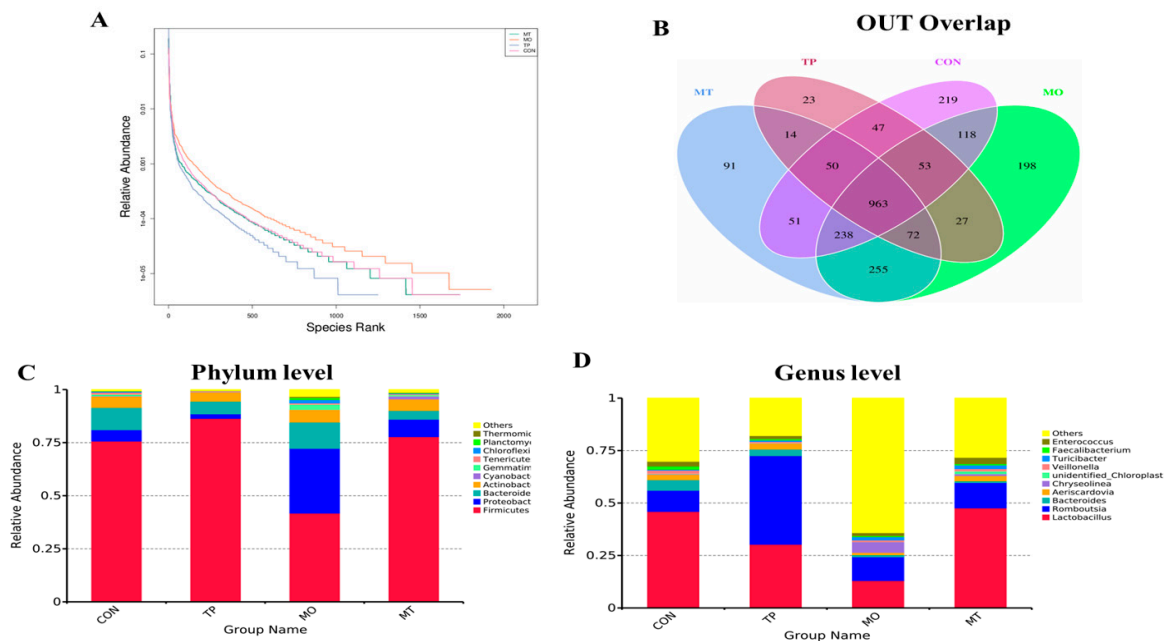 A
MT
MO
TP
CON
Relative Abundance
0.1
0.01
0.001
1e-04
1e-05
0
500
1000
1500
2000
Species Rank
B
OUT Overlap
TP
CON
MT
MO
23
219
14
47
118
91
50
53
198
963
51
27
238
72
255
C
Phylum level
Relative Abundance
1
0.75
0.5
0.25
0
CON
TP
MO
MT
Group Name
Others
Thermomic
Planctomyc
Chloroflexi
Tenericute
Gemmatim
Cyanobact
Actinobact
Bacteroide
Proteobact
Firmicutes
D
Genus level
Relative Abundance
1
0.75
0.5
0.25
0
CON
TP
MO
MT
Group Name
Others
Enterococcus
Faecalibacterium
Turicibacter
Veillonella
unidentified_Chloroplast
Chryseolinea
Aeriscardovia
Bacteroides
Romboutsia
Lactobacillus